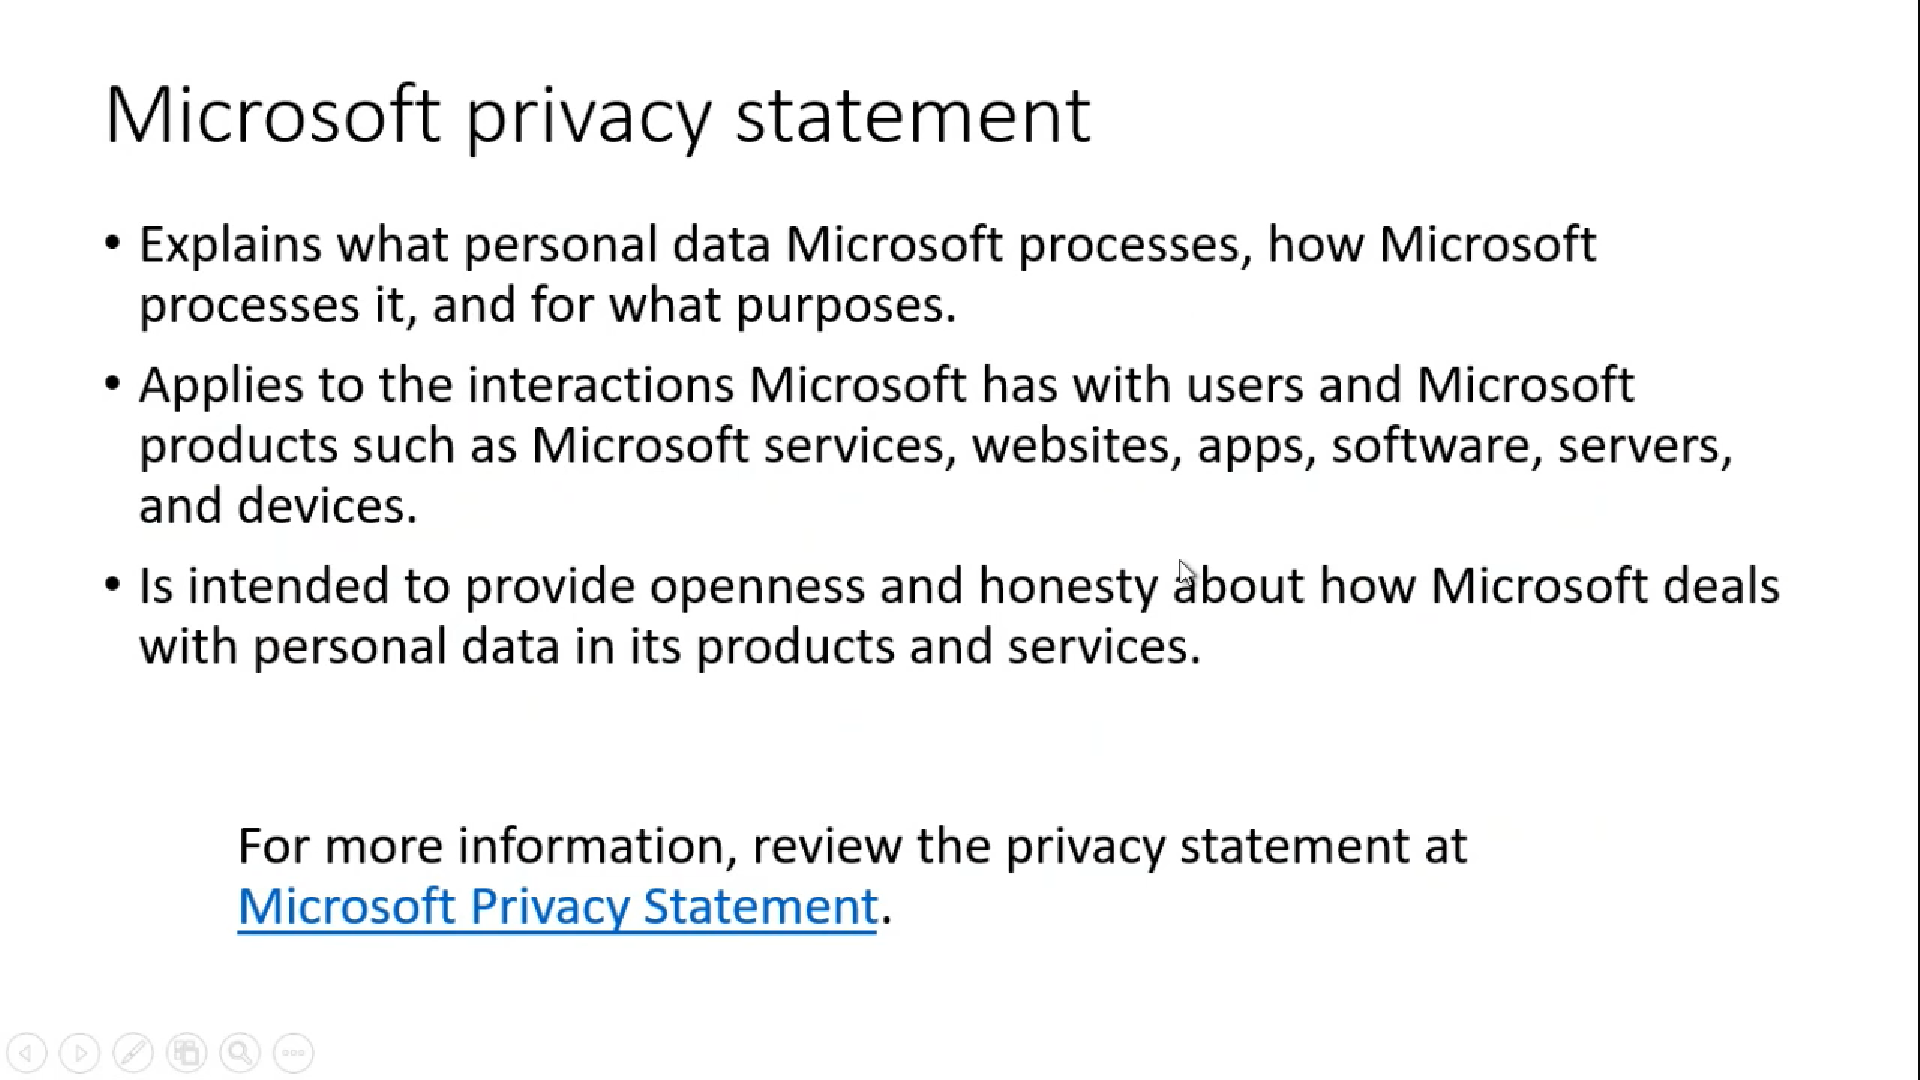 Microsoft privacy statement
• Explains what personal data Microsoft processes, how Microsoft
processes it, and for what purposes.
• Applies to the interactions Microsoft has with users and Microsoft
products such as Microsoft services, websites, apps, software, servers,
and devices.
• Is intended to provide openness and honesty about how Microsoft deals
with personal data in its products and services.
For more information, review the privacy statement at
Microsoft Privacy Statement.